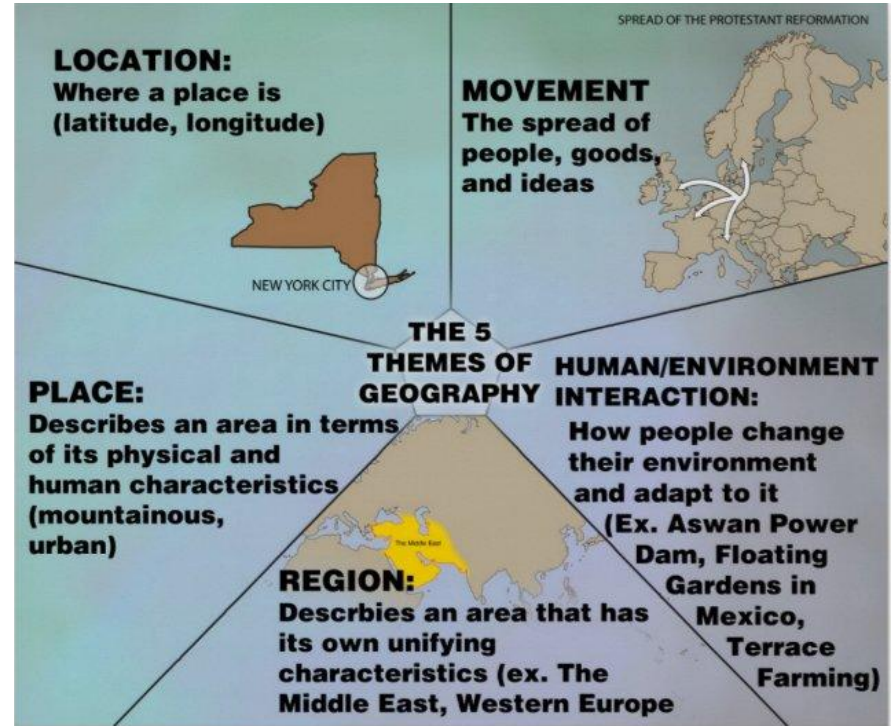 SPREAD OF THE PROTESTANT REFORMATION
LOCATION:
Where a place is
(latitude, longitude)
NEW YORK CITY
MOVEMENT
The spread of
people, goods,
and ideas
THE 5
THEMES OF
GEOGRAPHY
PLACE:
Describes an area in terms
of its physical and
human characteristics
(mountainous,
urban)
HUMAN/ENVIRONMENT
INTERACTION:
How people change
their environment
and adapt to it
(Ex. Aswan Power
Dam, Floating
Gardens in
Mexico,
Terrace
Farming)
The Middle East
REGION:
Descrbies an area that has
its own unifying
characteristics (ex. The
Middle East, Western Europe